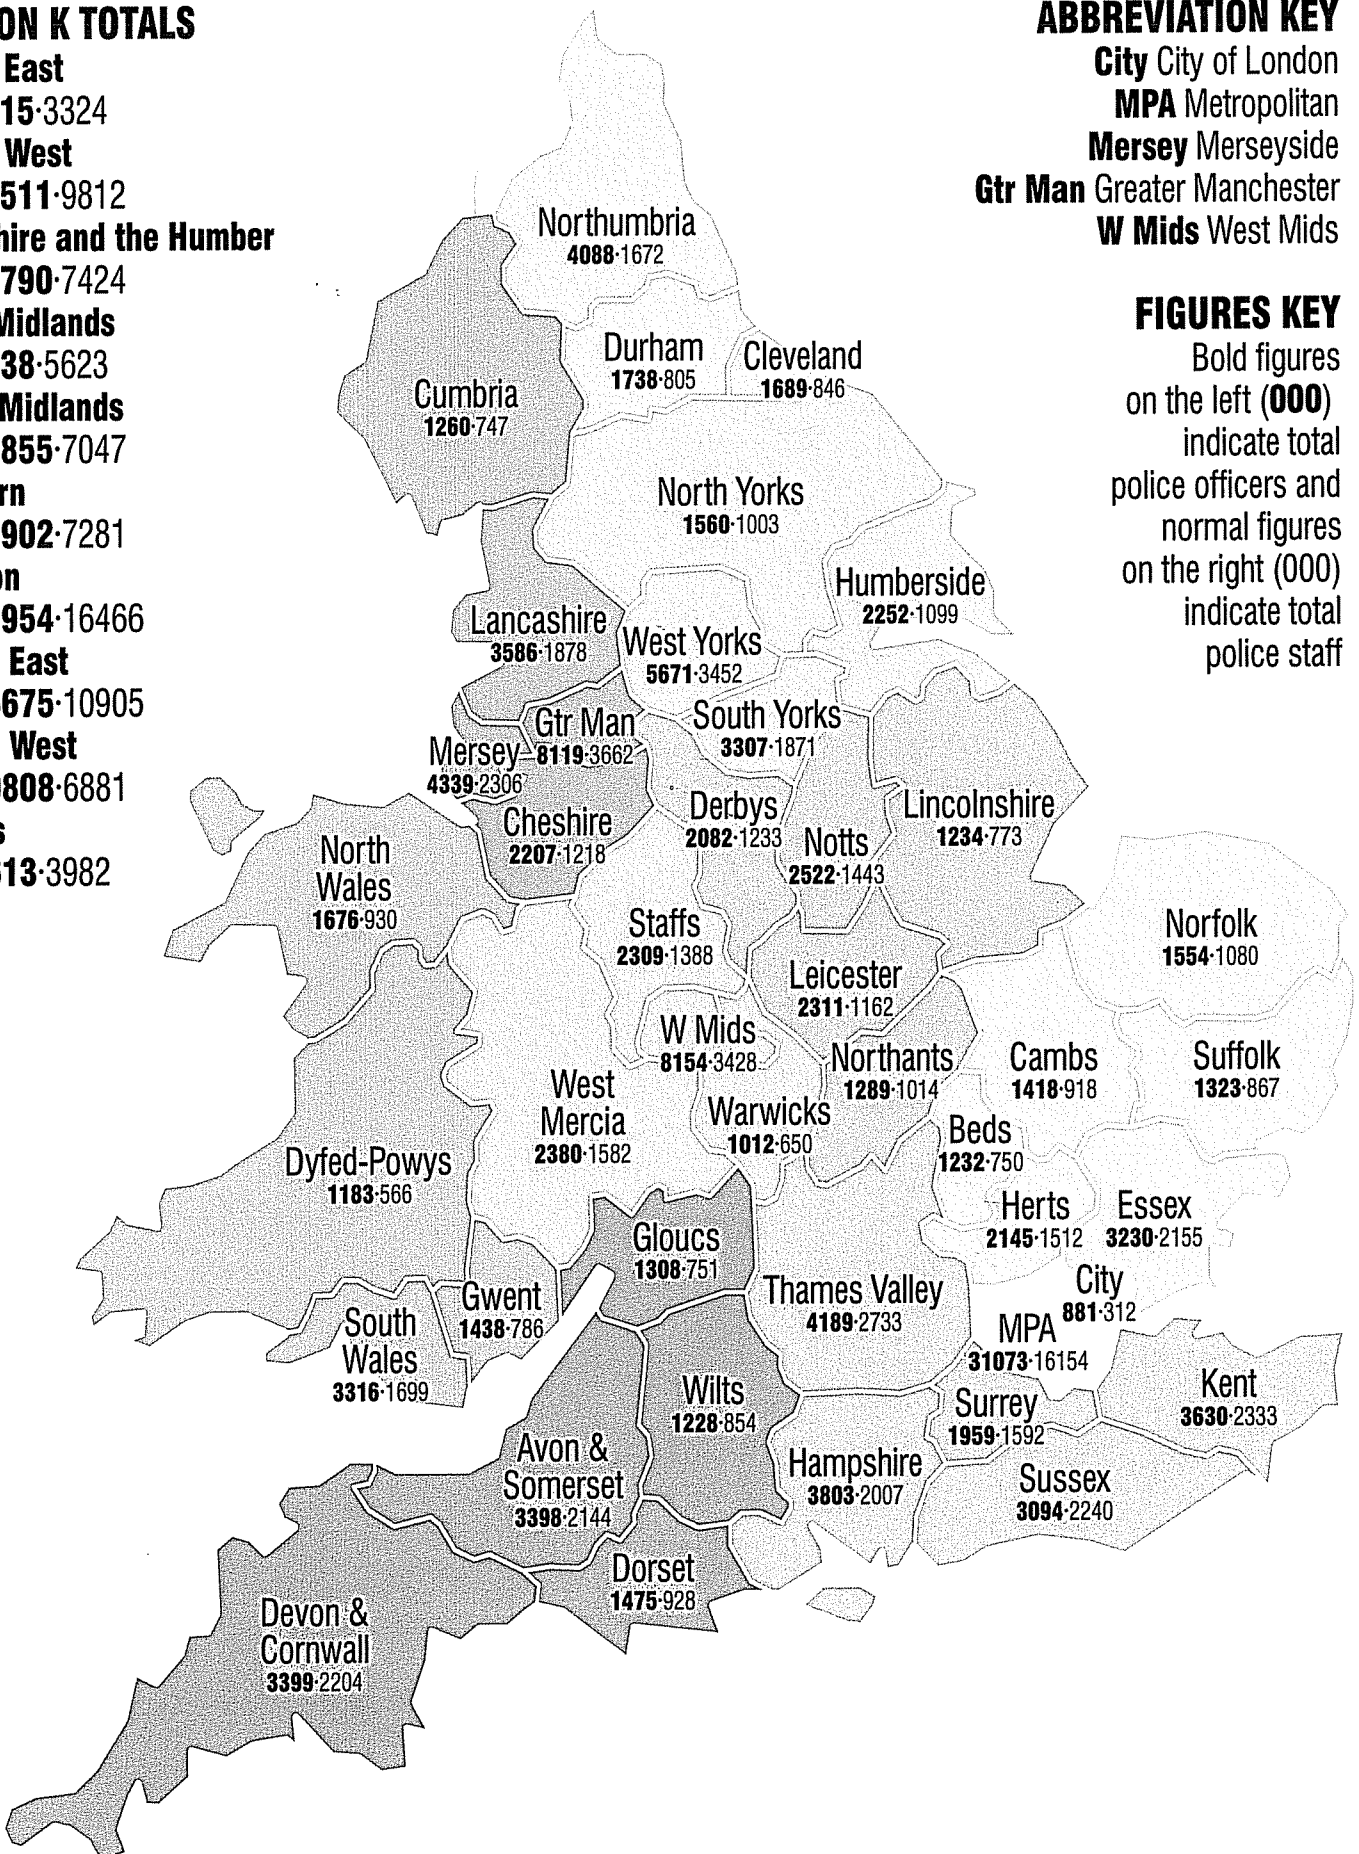 ON K TOTALS
East
15·3324
West
511·9812
hire and the Humber
790·7424
Midlands
38·5623
Midlands
855·7047
rn
902·7281
on
954·16466
East
675·10905
West
808·6881
s
613·3982
ABBREVIATION KEY
City City of London
MPA Metropolitan
Mersey Merseyside
Gtr Man Greater Manchester
W Mids West Mids
FIGURES KEY
Bold figures
on the left (000)
indicate total
police officers and
normal figures
on the right (000)
indicate total
police staff
Northumbria
4088·1672
Durham
1738·805
Cleveland
1689·846
Cumbria
1260·747
North Yorks
1560·1003
Humberside
2252·1099
Lancashire
3586·1878
West Yorks
5671·3452
Gtr Man
8119·3662
South Yorks
3307·1871
Mersey
4339·2306
Cheshire
2207·1218
Derbys
2082·1233
Notts
2522·1443
Lincolnshire
1234·773
North
Wales
1676·930
Staffs
2309·1388
Leicester
2311·1162
Norfolk
1554·1080
W Mids
8154·3428
Northants
1289·1014
Cambs
1418·918
Suffolk
1323·867
West
Mercia
2380·1582
Warwicks
1012·650
Beds
1232·750
Dyfed-Powys
1183·566
Herts
2145·1512
Essex
3230·2155
Gloucs
1308·751
Gwent
1438·786
Thames Valley
4189·2733
City
881·312
South
Wales
3316·1699
MPA
31073·16154
Wilts
1228·854
Surrey
1959·1592
Kent
3630·2333
Avon &
Somerset
3398·2144
Hampshire
3803·2007
Sussex
3094·2240
Dorset
1475·928
Devon &
Cornwall
3399·2204